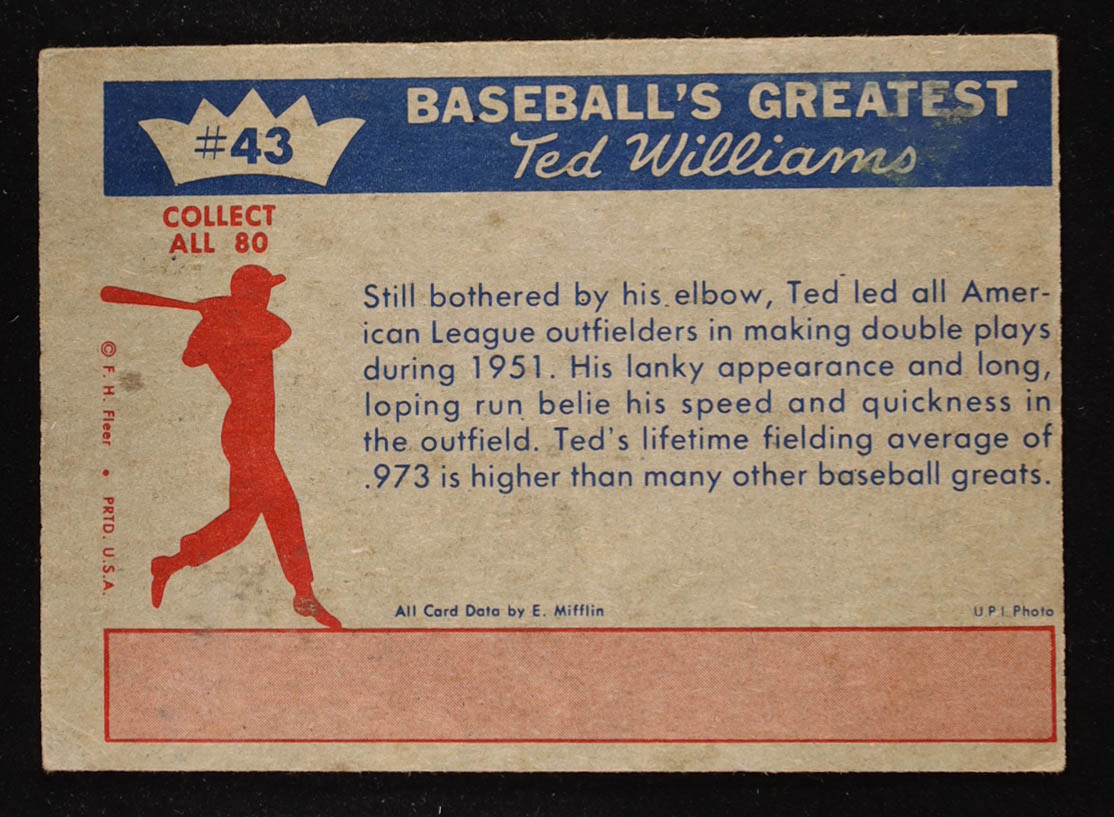 #43
BASEBALL'S GREATEST
Ted Williams
COLLECT
ALL 80
Still bothered by his elbow, Ted led all Amer-
ican League outfielders in making double plays
during 1951. His lanky appearance and long,
loping run belie his speed and quickness in
the outfield. Ted's lifetime fielding average of
.973 is higher than many other baseball greats.
© F. H. Fleer • PRTD. U.S.A.
All Card Data by E. Mifflin
U P I Photo